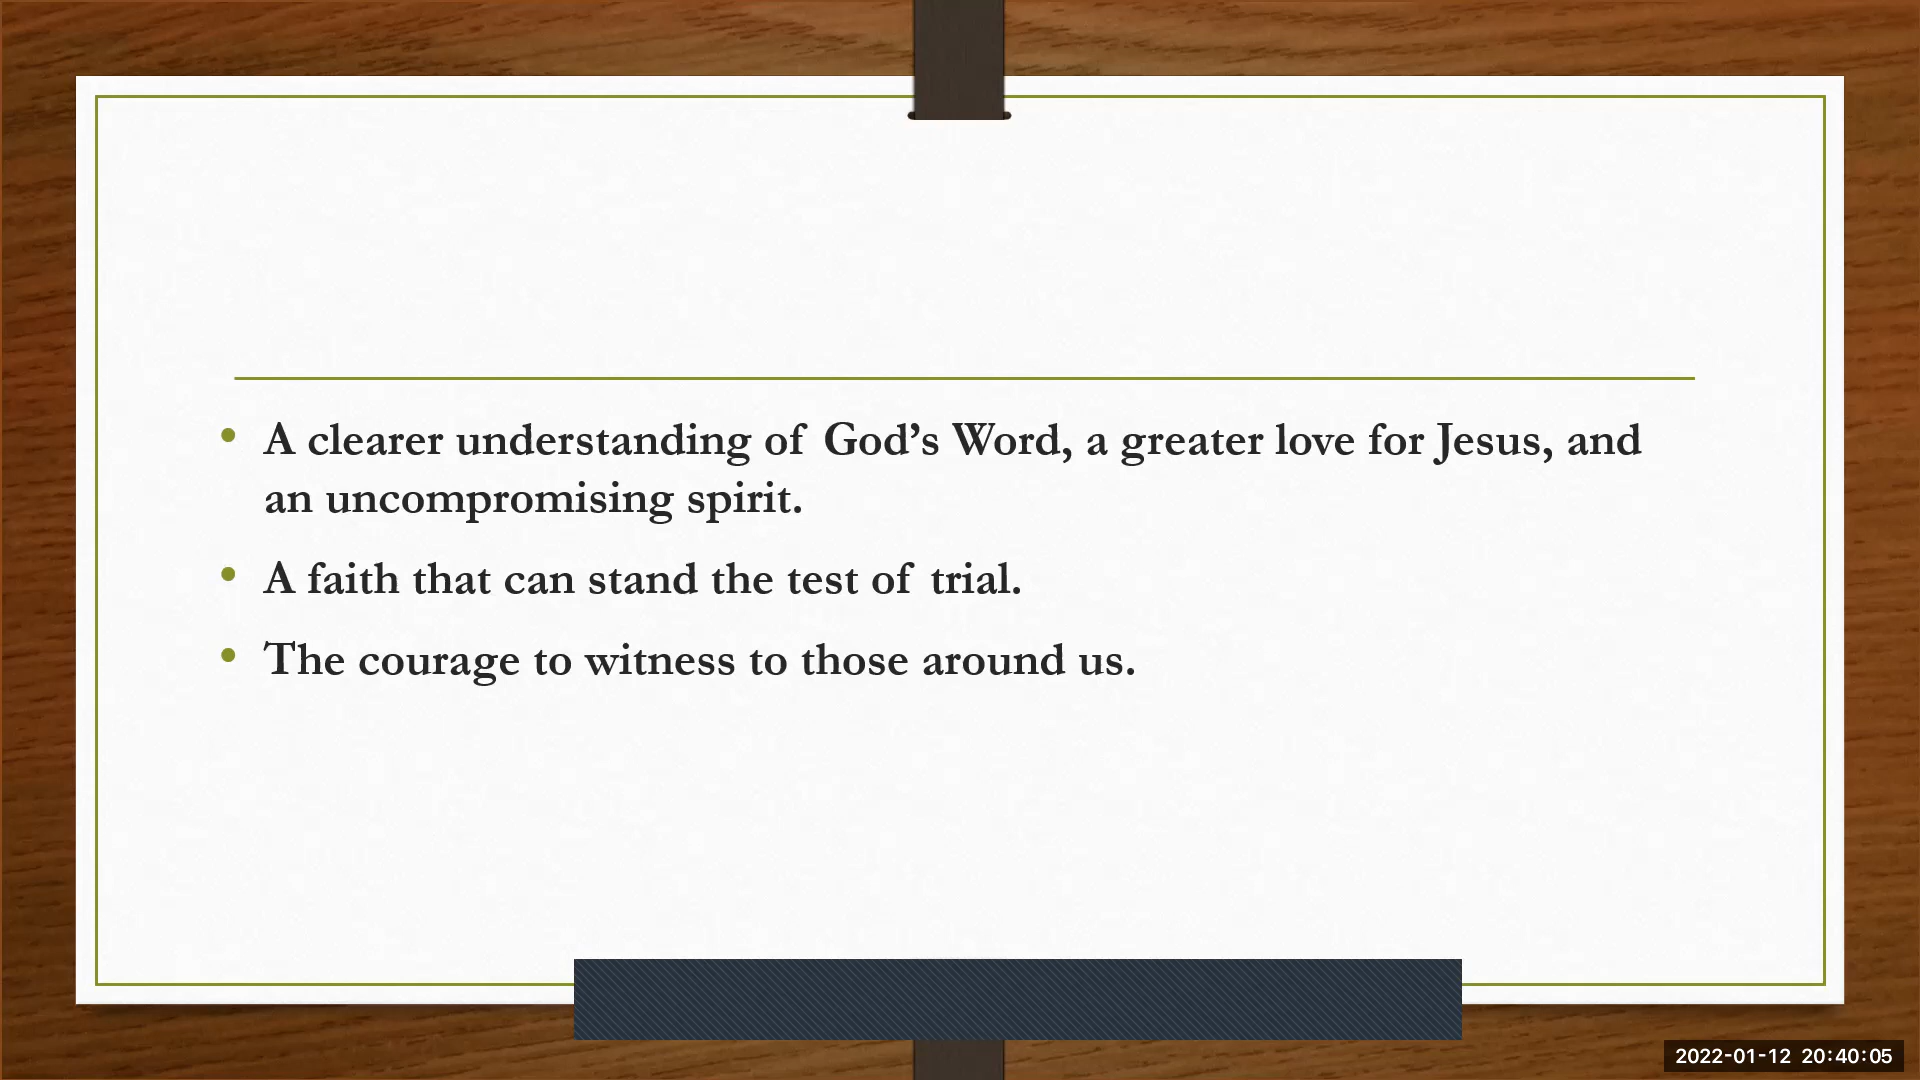 • A clearer understanding of God’s Word, a greater love for Jesus, and
an uncompromising spirit.
• A faith that can stand the test of trial.
• The courage to witness to those around us.
2022-01-12 20:40:05